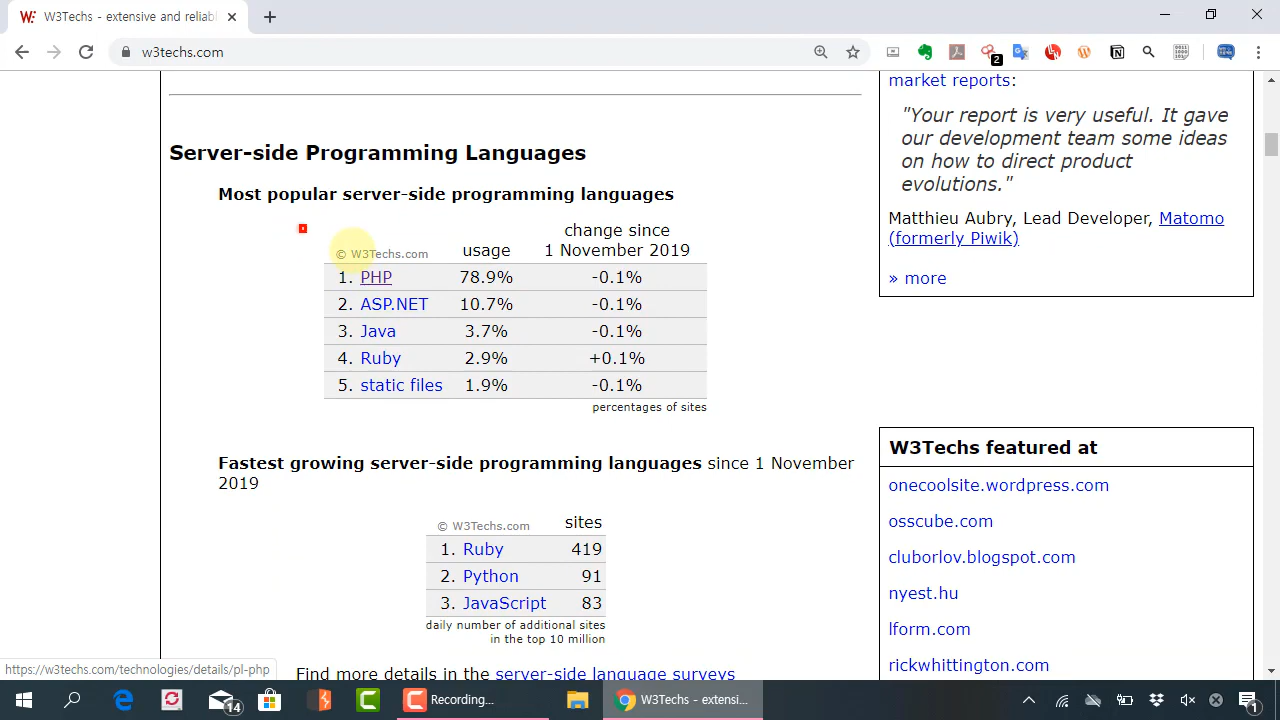 W3Techs - extensive and reliabl
w3techs.com
2
market reports:
"Your report is very useful. It gave
our development team some ideas
on how to direct product
evolutions."
Matthieu Aubry, Lead Developer, Matomo
(formerly Piwik)
» more
Server-side Programming Languages
Most popular server-side programming languages
© W3Techs.com usage change since
1 November 2019
1. PHP 78.9% -0.1%
2. ASP.NET 10.7% -0.1%
3. Java 3.7% -0.1%
4. Ruby 2.9% +0.1%
5. static files 1.9% -0.1%
percentages of sites
Fastest growing server-side programming languages since 1 November
2019
© W3Techs.com sites
1. Ruby 419
2. Python 91
3. JavaScript 83
daily number of additional sites
in the top 10 million
Find more details in the server-side language surveys
W3Techs featured at
onecoolsite.wordpress.com
osscube.com
cluborlov.blogspot.com
nyest.hu
lform.com
rickwhittington.com
https://w3techs.com/technologies/details/pl-php
14
Recording...
W3Techs - extensi...
1